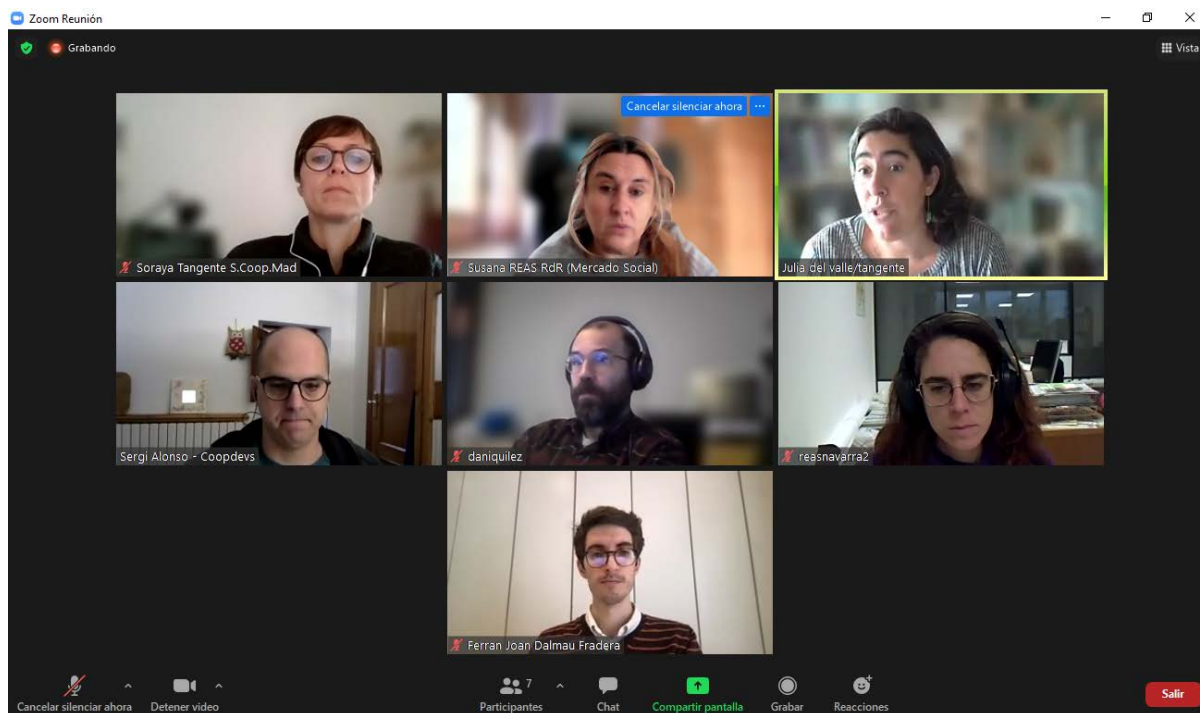 Zoom Reunión
Grabando
Vista
Cancelar silenciar ahora
Soraya Tangente S.Coop.Mad
Susana REAS RdR (Mercado Social)
Julia del valle/tangente
Sergi Alonso - Coopdevs
daniquilez
reasnavarra2
Ferran Joan Dalmau Fradera
Cancelar silenciar ahora
Detener video
Participantes
7
Chat
Compartir pantalla
Grabar
Reacciones
Salir